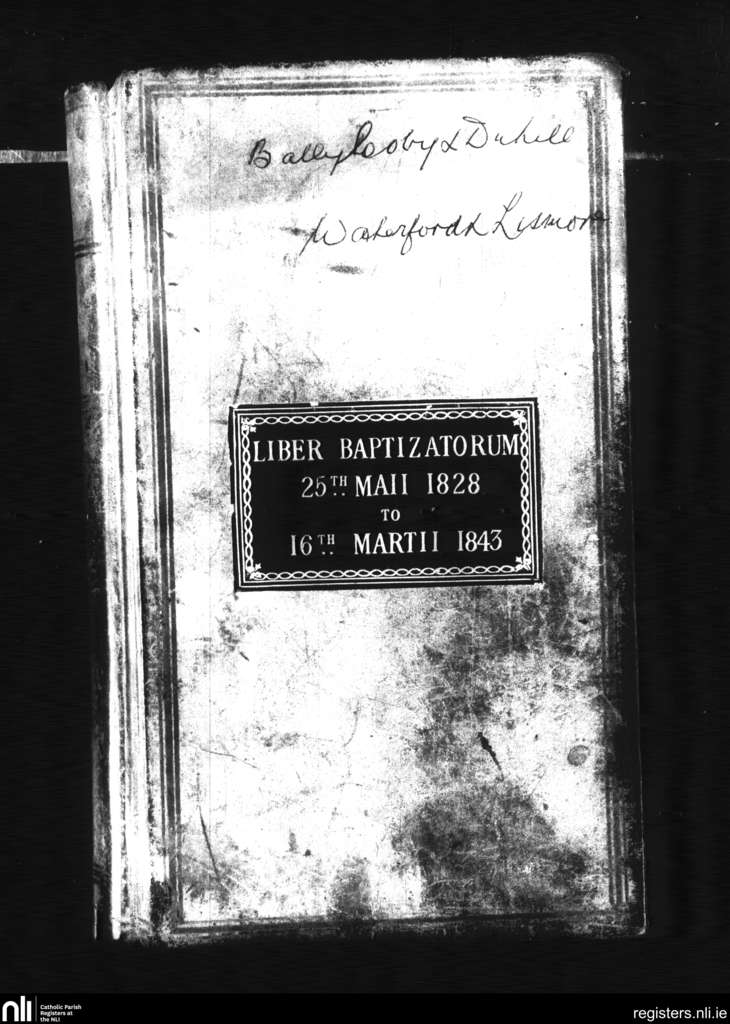 Ballylooby & Duhill
Waterford & Lismore
LIBER BAPTIZATORUM
25TH MAII 1828
TO
16TH MARTII 1843
nli
Catholic Parish
Registers at
the NLI
registers.nli.ie